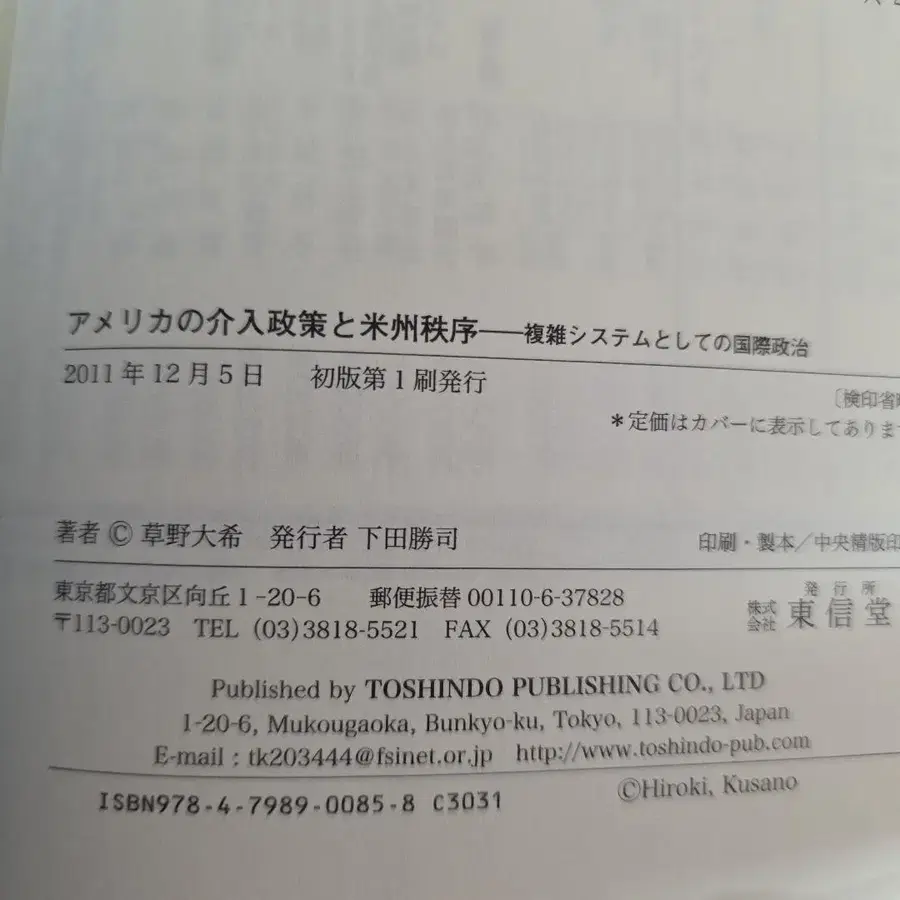 アメリカの介入政策と米州秩序――複雑システムとしての国際政治
2011年12月5日　初版第1刷発行
〔検印省
＊定価はカバーに表示してありま
著者 © 草野大希　発行者 下田勝司
印刷・製本／中央精版印
東京都文京区向丘1-20-6　郵便振替00110-6-37828
〒113-0023　TEL (03)3818-5521　FAX (03)3818-5514
発行所
株式会社 東信堂
Published by TOSHINDO PUBLISHING CO., LTD
1-20-6, Mukougaoka, Bunkyo-ku, Tokyo, 113-0023, Japan
E-mail : tk203444@fsinet.or.jp　http://www.toshindo-pub.com
ISBN978-4-7989-0085-8 C3031
©Hiroki, Kusano